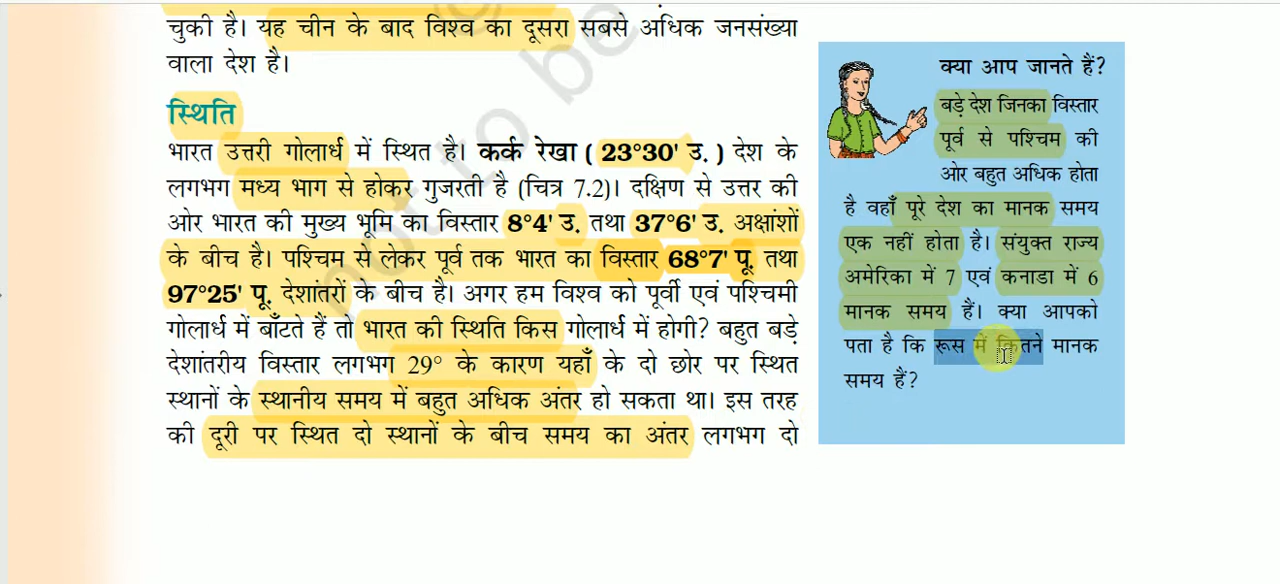 चुकी है। यह चीन के बाद विश्व का दूसरा सबसे अधिक जनसंख्या
वाला देश है।
स्थिति
भारत उत्तरी गोलार्ध में स्थित है। कर्क रेखा ( 23°30' उ. ) देश के
लगभग मध्य भाग से होकर गुजरती है (चित्र 7.2)। दक्षिण से उत्तर की
ओर भारत की मुख्य भूमि का विस्तार 8°4' उ. तथा 37°6' उ. अक्षांशों
के बीच है। पश्चिम से लेकर पूर्व तक भारत का विस्तार 68°7' पू. तथा
97°25' पू. देशांतरों के बीच है। अगर हम विश्व को पूर्वी एवं पश्चिमी
गोलार्ध में बाँटते हैं तो भारत की स्थिति किस गोलार्ध में होगी? बहुत बड़े
देशांतरीय विस्तार लगभग 29° के कारण यहाँ के दो छोर पर स्थित
स्थानों के स्थानीय समय में बहुत अधिक अंतर हो सकता था। इस तरह
की दूरी पर स्थित दो स्थानों के बीच समय का अंतर लगभग दो
क्या आप जानते हैं?
बड़े देश जिनका विस्तार
पूर्व से पश्चिम की
ओर बहुत अधिक होता
है वहाँ पूरे देश का मानक समय
एक नहीं होता है। संयुक्त राज्य
अमेरिका में 7 एवं कनाडा में 6
मानक समय हैं। क्या आपको
पता है कि रूस में कितने मानक
समय हैं?
not to be